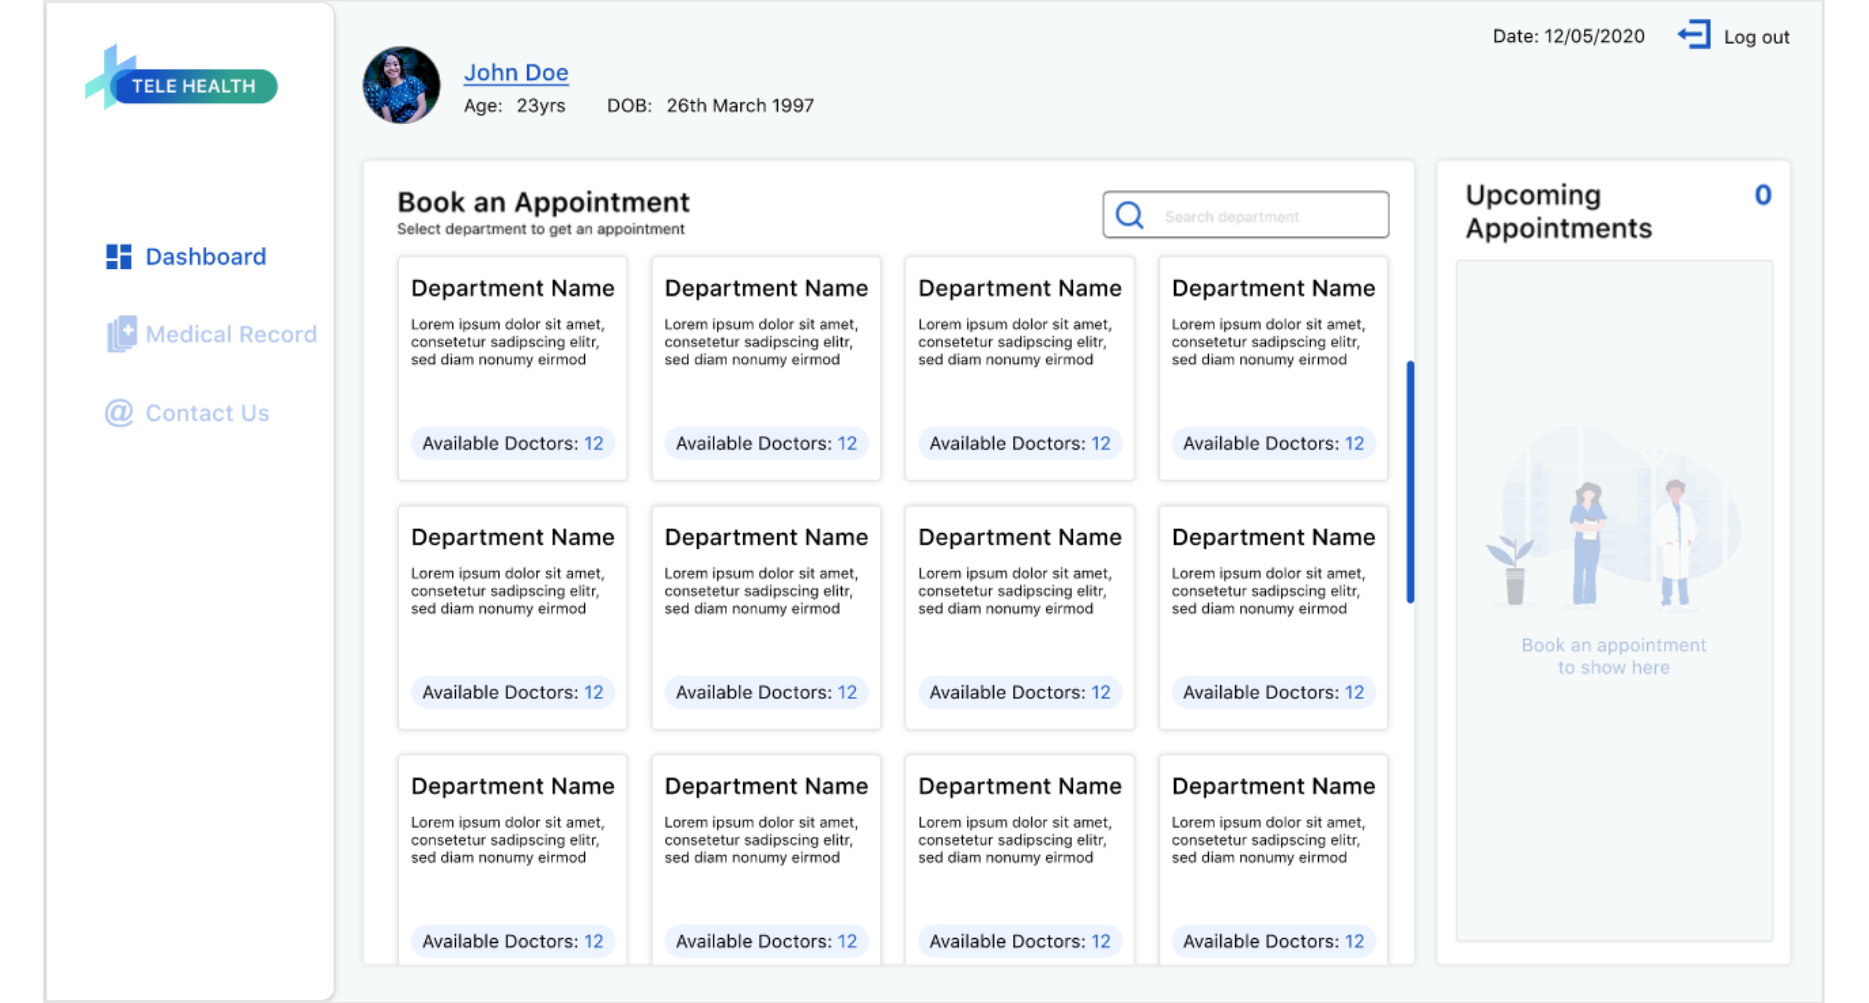 TELE HEALTH
Dashboard
Medical Record
Contact Us
John Doe
Age: 23yrs DOB: 26th March 1997
Date: 12/05/2020 Log out
Book an Appointment
Select department to get an appointment
Search department
Department Name Department Name Department Name Department Name
Lorem ipsum dolor sit amet, Lorem ipsum dolor sit amet, Lorem ipsum dolor sit amet, Lorem ipsum dolor sit amet,
consetetur sadipscing elitr, consetetur sadipscing elitr, consetetur sadipscing elitr, consetetur sadipscing elitr,
sed diam nonumy eirmod sed diam nonumy eirmod sed diam nonumy eirmod sed diam nonumy eirmod
Available Doctors: 12 Available Doctors: 12 Available Doctors: 12 Available Doctors: 12
Department Name Department Name Department Name Department Name
Lorem ipsum dolor sit amet, Lorem ipsum dolor sit amet, Lorem ipsum dolor sit amet, Lorem ipsum dolor sit amet,
consetetur sadipscing elitr, consetetur sadipscing elitr, consetetur sadipscing elitr, consetetur sadipscing elitr,
sed diam nonumy eirmod sed diam nonumy eirmod sed diam nonumy eirmod sed diam nonumy eirmod
Available Doctors: 12 Available Doctors: 12 Available Doctors: 12 Available Doctors: 12
Department Name Department Name Department Name Department Name
Lorem ipsum dolor sit amet, Lorem ipsum dolor sit amet, Lorem ipsum dolor sit amet, Lorem ipsum dolor sit amet,
consetetur sadipscing elitr, consetetur sadipscing elitr, consetetur sadipscing elitr, consetetur sadipscing elitr,
sed diam nonumy eirmod sed diam nonumy eirmod sed diam nonumy eirmod sed diam nonumy eirmod
Available Doctors: 12 Available Doctors: 12 Available Doctors: 12 Available Doctors: 12
Upcoming 0
Appointments
Book an appointment
to show here